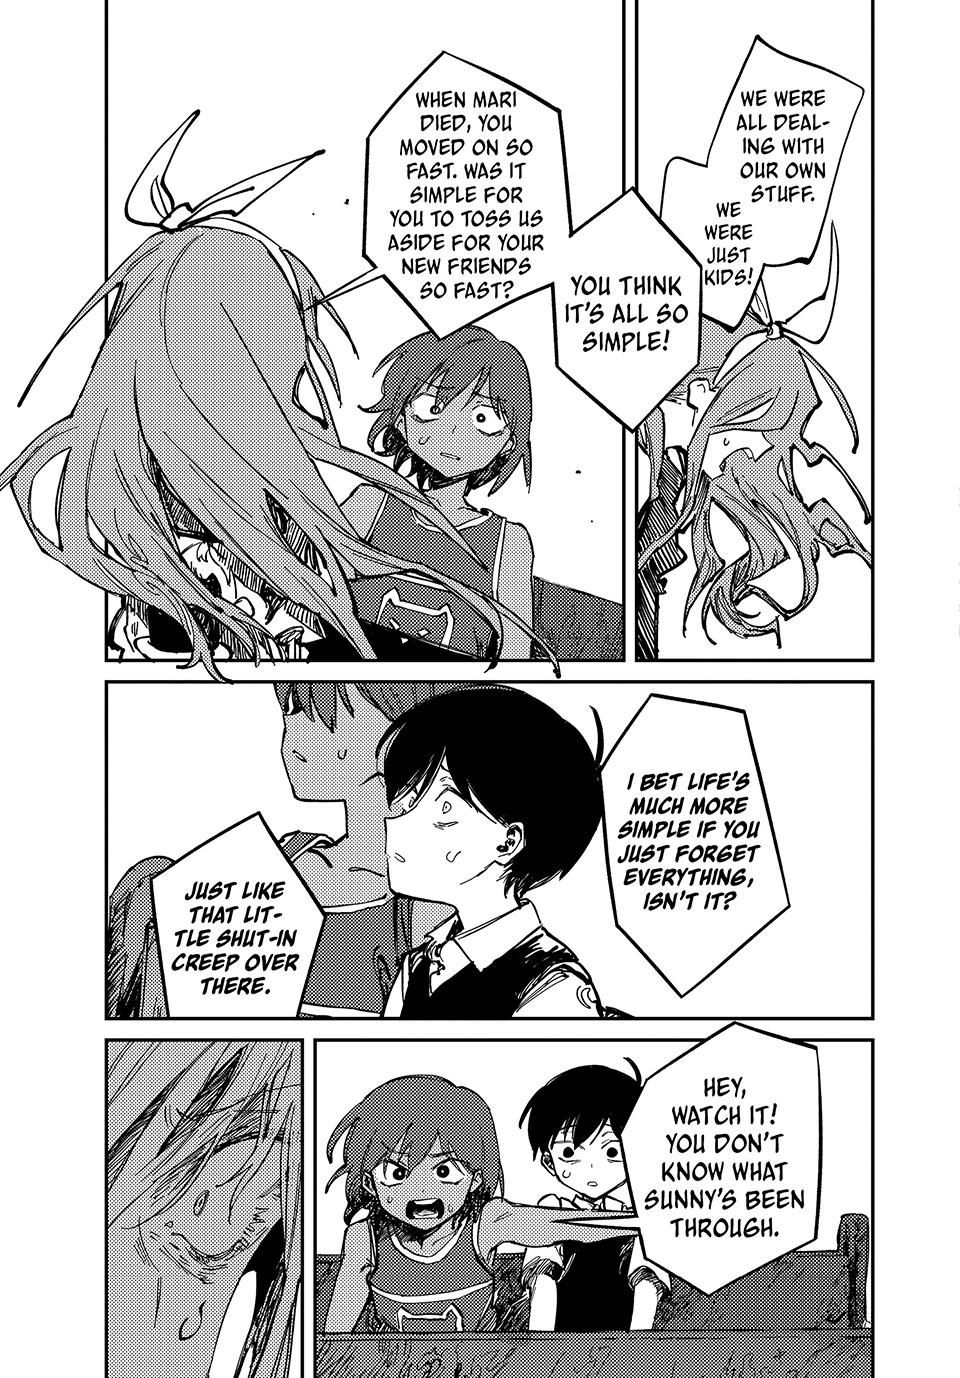 WE WERE
ALL DEAL-
ING WITH
OUR OWN
STUFF.
WE
WERE
JUST
KIDS!
YOU THINK
IT'S ALL SO
SIMPLE!
WHEN MARI
DIED, YOU
MOVED ON SO
FAST. WAS IT
SIMPLE FOR
YOU TO TOSS US
ASIDE FOR YOUR
NEW FRIENDS
SO FAST?
I BET LIFE'S
MUCH MORE
SIMPLE IF YOU
JUST FORGET
EVERYTHING,
ISN'T IT?
JUST LIKE
THAT LIT-
TLE SHUT-IN
CREEP OVER
THERE.
HEY,
WATCH IT!
YOU DON'T
KNOW WHAT
SUNNY'S BEEN
THROUGH.